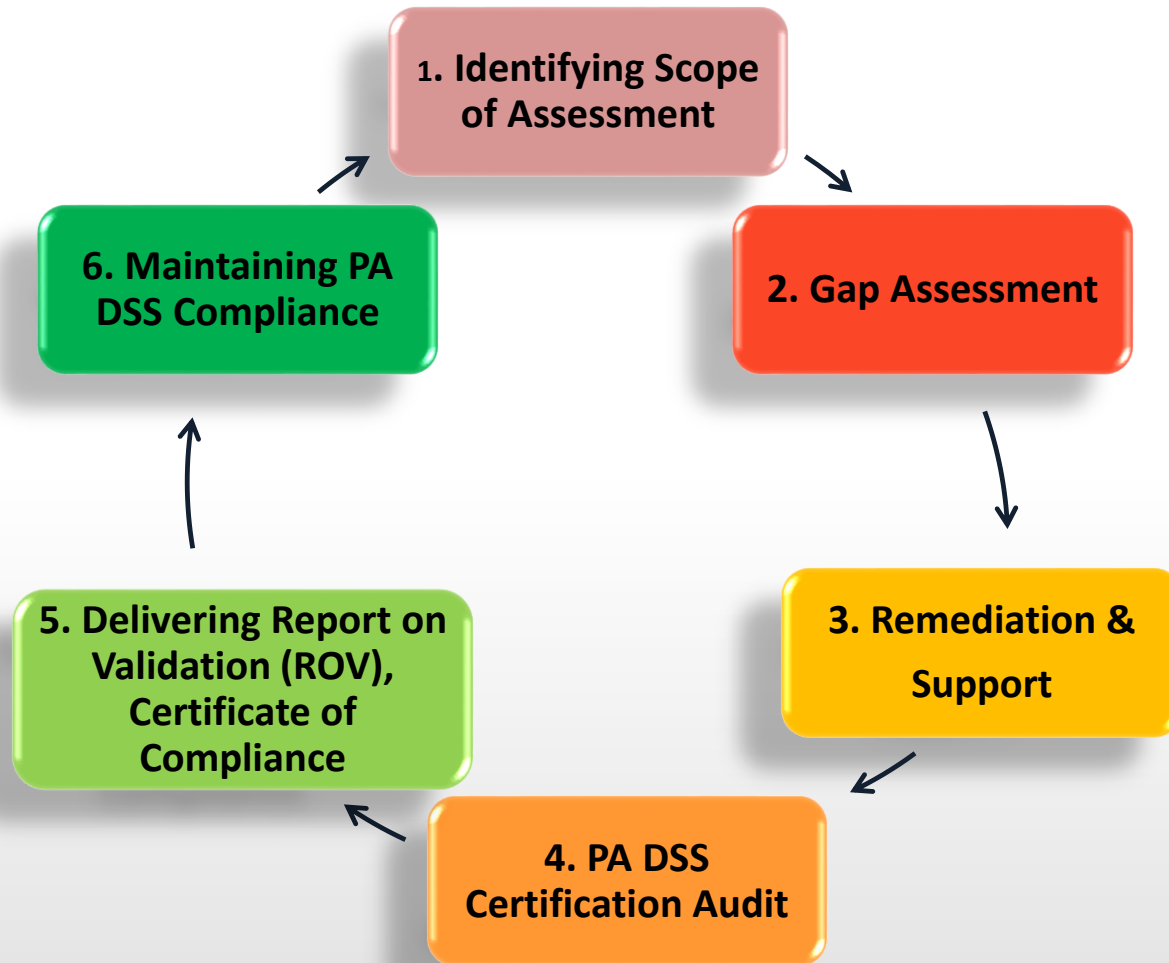 1. Identifying Scope
of Assessment
2. Gap Assessment
3. Remediation &
Support
4. PA DSS
Certification Audit
5. Delivering Report on
Validation (ROV),
Certificate of
Compliance
6. Maintaining PA
DSS Compliance